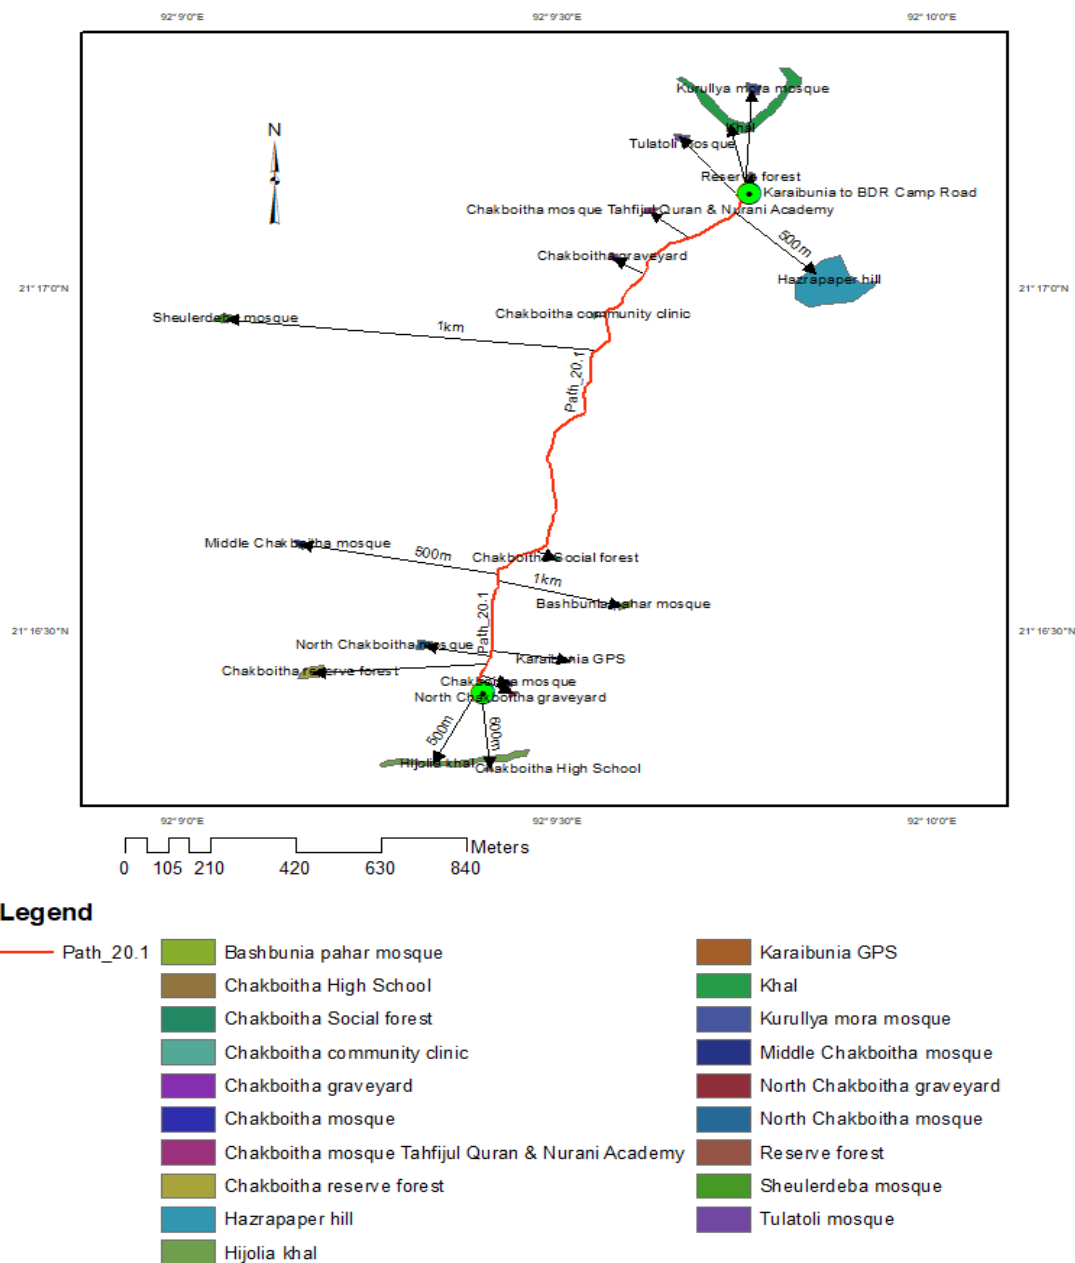 92°9'0"E 92°9'30"E 92°10'0"E
N
Kurullya mora mosque
Khal
Tulatoli mosque
Reserve forest
Karaibunia to BDR Camp Road
Chakboitha mosque Tahfijul Quran & Nurani Academy
500m
Chakboitha graveyard
Hazrapaper hill
21°17'0"N 21°17'0"N
Chakboitha community clinic
Sheulerdeba mosque
1km
Path_20.1
Middle Chakboitha mosque
500m
Chakboitha Social forest
1km
Bashbunia pahar mosque
Path_20.1
21°16'30"N 21°16'30"N
North Chakboitha mosque
Karaibunia GPS
Chakboitha reserve forest
Chakboitha mosque
North Chakboitha graveyard
500m
600m
Hijolia khal
Chakboitha High School
92°9'0"E 92°9'30"E 92°10'0"E
Meters
0 105 210 420 630 840
Legend
Path_20.1
Bashbunia pahar mosque
Chakboitha High School
Chakboitha Social forest
Chakboitha community clinic
Chakboitha graveyard
Chakboitha mosque
Chakboitha mosque Tahfijul Quran & Nurani Academy
Chakboitha reserve forest
Hazrapaper hill
Hijolia khal
Karaibunia GPS
Khal
Kurullya mora mosque
Middle Chakboitha mosque
North Chakboitha graveyard
North Chakboitha mosque
Reserve forest
Sheulerdeba mosque
Tulatoli mosque